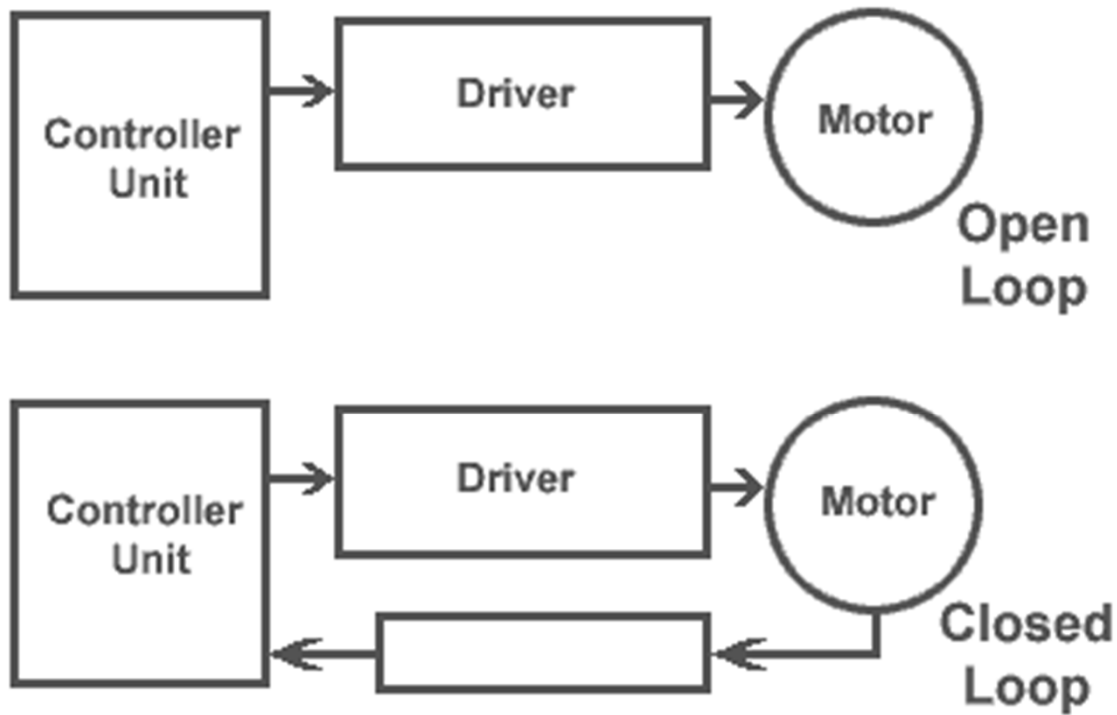 Controller
Unit
Driver
Motor
Open
Loop
Controller
Unit
Driver
Motor
Closed
Loop